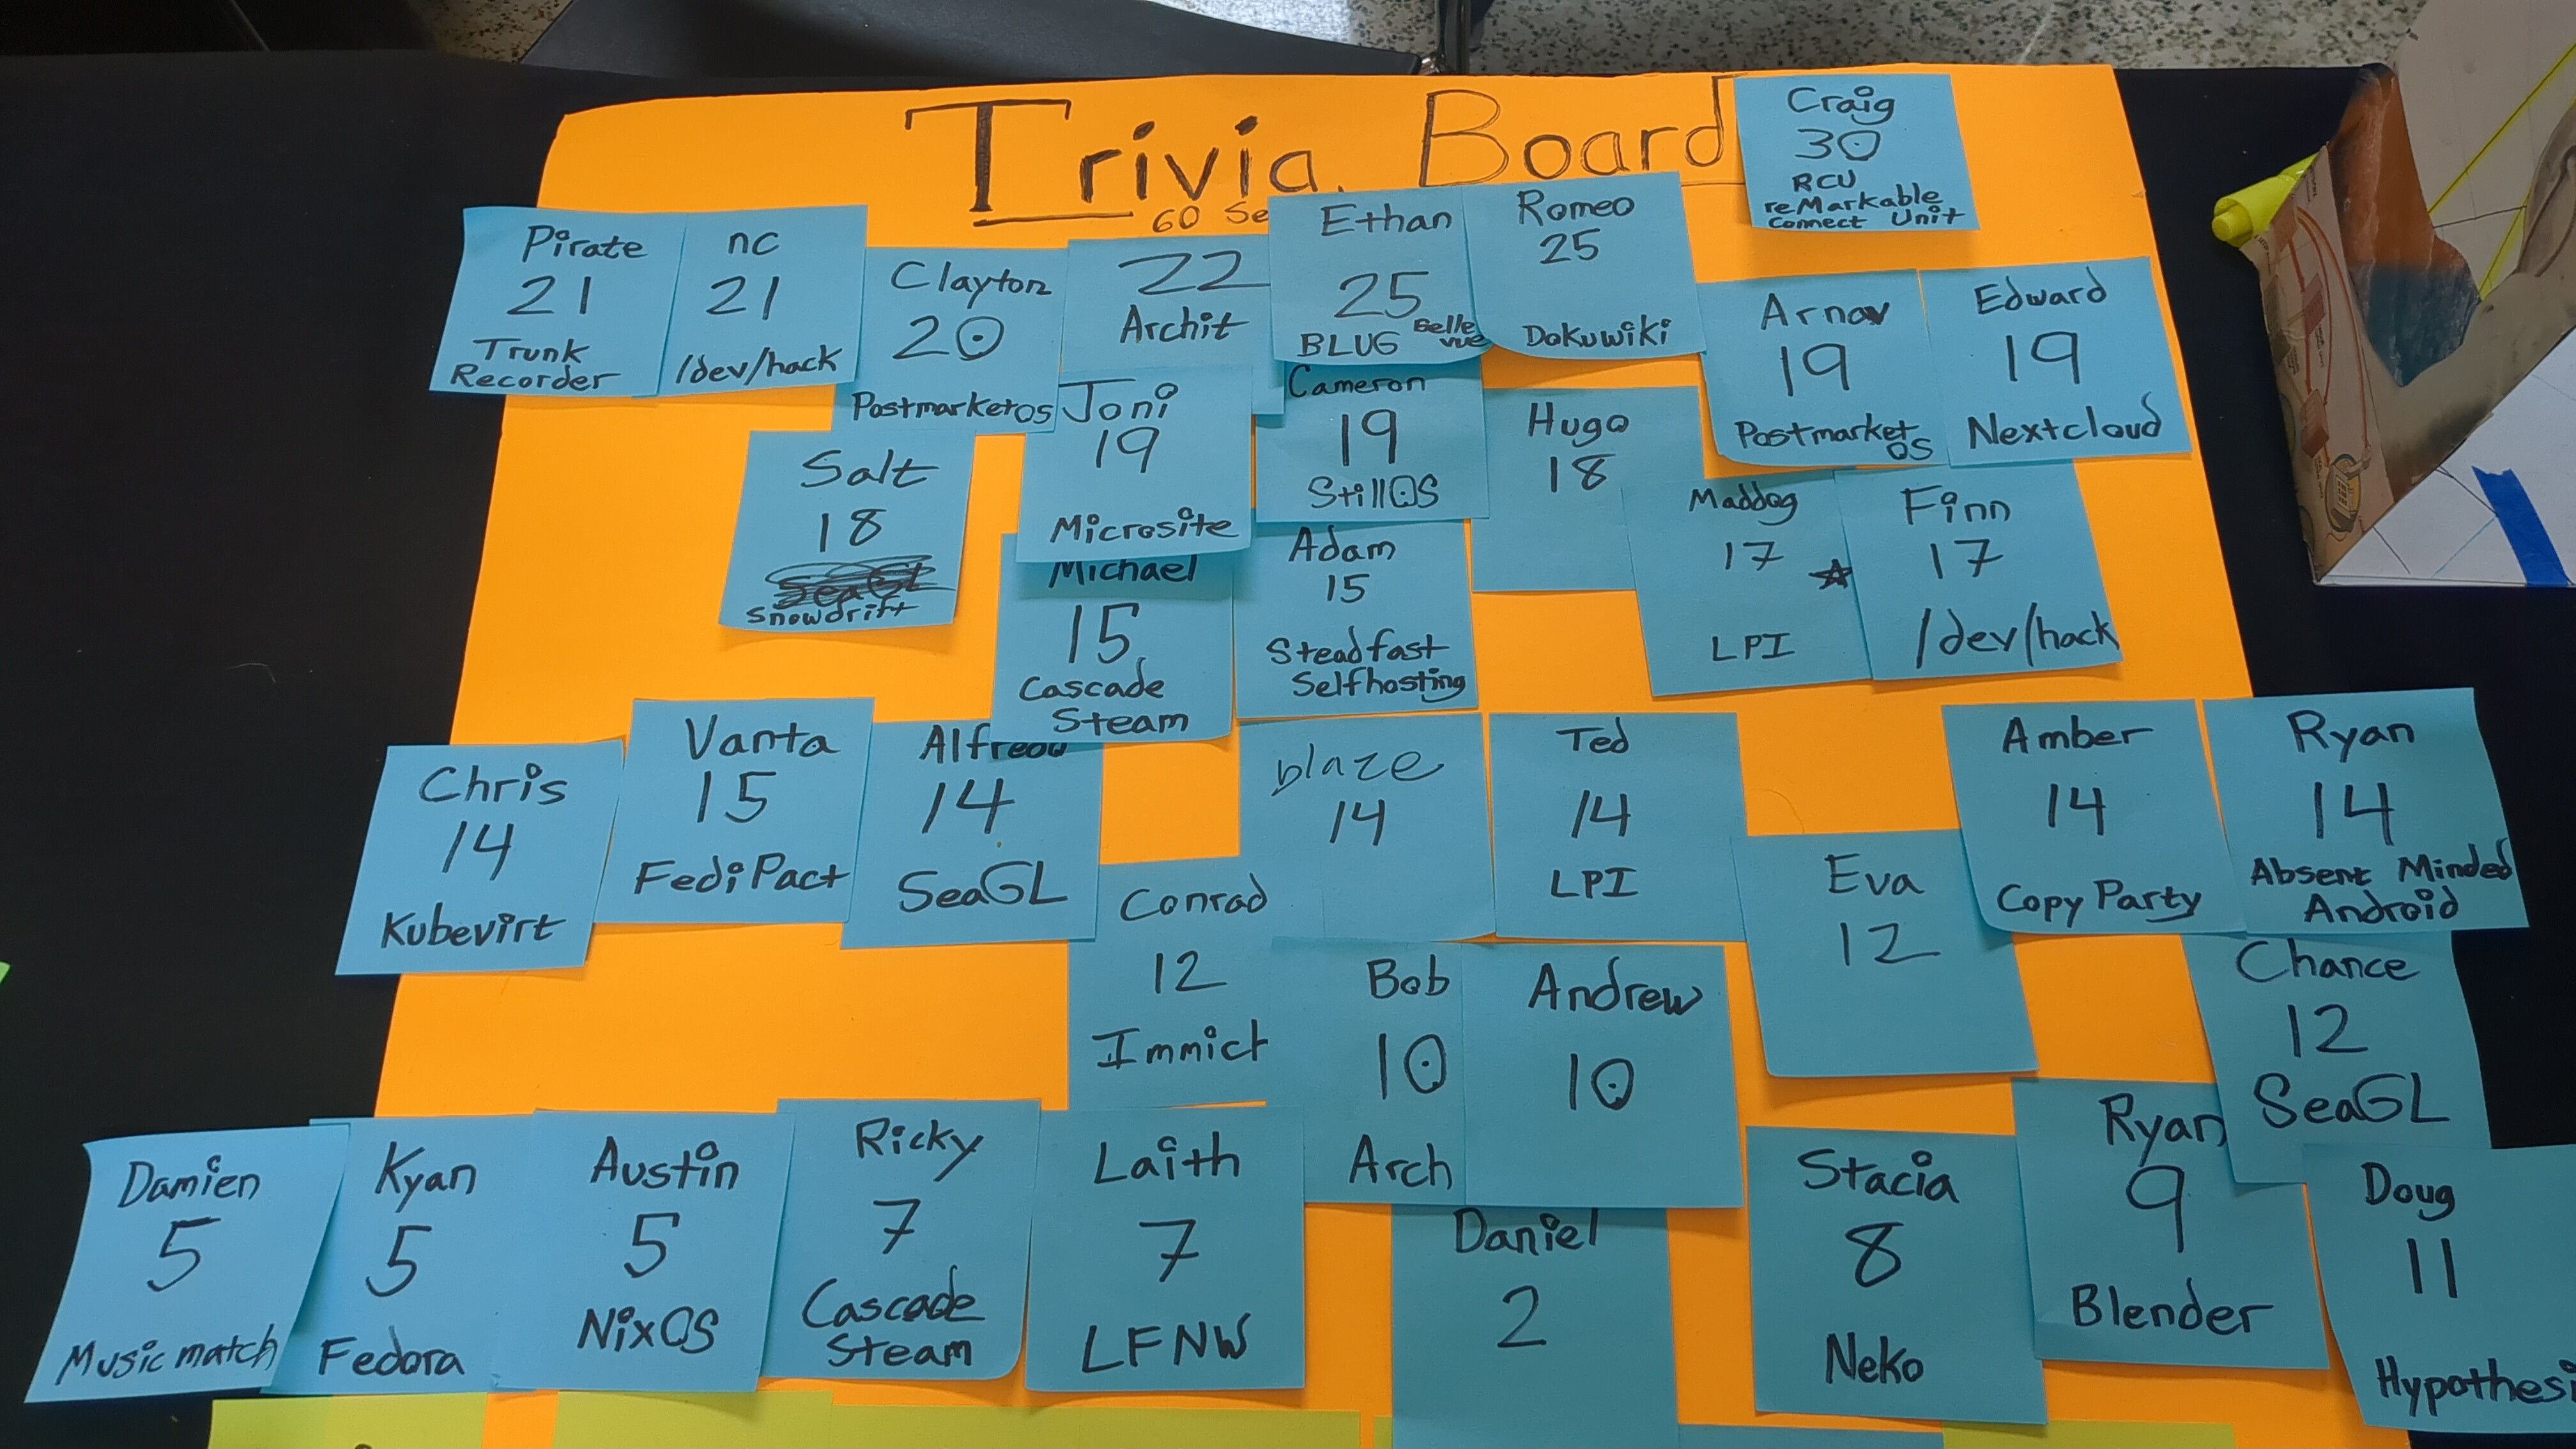 Trivia Board
60 Se
Craig
30
RCU
reMarkable
Connect Unit
Pirate
21
Trunk
Recorder
nc
21
/dev/hack
Clayton
20
PostmarketOS
22
Archit
Ethan
25
BLUG Bellevue
Romeo
25
Dokuwiki
Arnav
19
Postmarket
OS
Edward
19
Nextcloud
Salt
18
Snowdrift
Joni
19
Microsite
Cameron
19
StillOS
Hugo
18
Maddog
17
LPI
Finn
17
/dev/hack
Michael
15
Cascade
Steam
Adam
15
Steadfast
Selfhosting
Chris
14
Kubevirt
Vanta
15
FediPact
14
SeaGL
blaze
14
Ted
14
LPI
Amber
14
Copy Party
Ryan
14
Absent Minded
Android
Conrad
12
Immict
Eva
12
Chance
12
SeaGL
Bob
10
Arch
Andrew
10
Damien
5
Music match
Kyan
5
Fedora
Austin
5
NixOS
Ricky
7
Cascade
Steam
Laith
7
LFNW
Daniel
2
Stacia
8
Neko
Ryan
9
Blender
Doug
11
Hypothesi